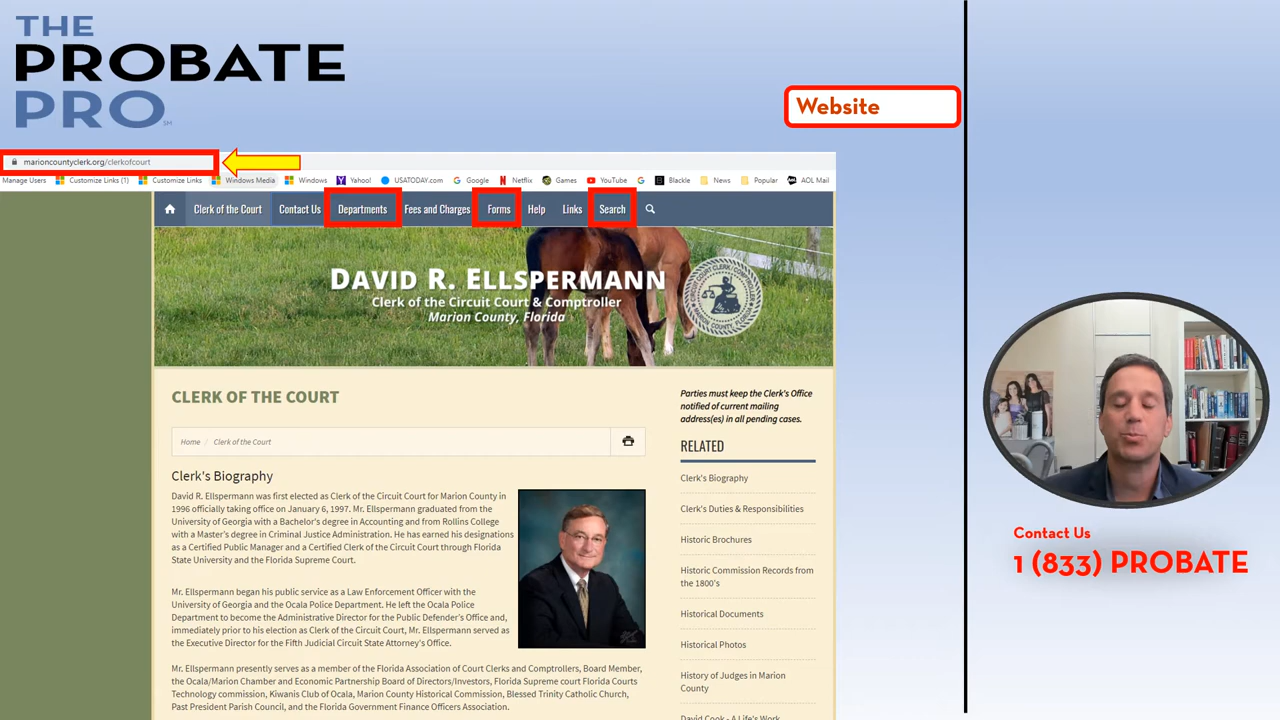 THE
PROBATE
PRO
SM
Website
marioncountyclerk.org/clerkofcourt
Manage Users Customize Links (1) Customize Links Windows Media Windows Yahoo! USATODAY.com Google Netflix Games YouTube Blackle News Popular AOL Mail
Clerk of the Court Contact Us Departments Fees and Charges Forms Help Links Search
DAVID R. ELLSPERMANN
Clerk of the Circuit Court & Comptroller
Marion County, Florida
CLERK OF THE COURT
Home / Clerk of the Court
Clerk's Biography
David R. Ellspermann was first elected as Clerk of the Circuit Court for Marion County in
1996 officially taking office on January 6, 1997. Mr. Ellspermann graduated from the
University of Georgia with a Bachelor's degree in Accounting and from Rollins College
with a Master's degree in Criminal Justice Administration. He has earned his designations
as a Certified Public Manager and a Certified Clerk of the Circuit Court through Florida
State University and the Florida Supreme Court.
Mr. Ellspermann began his public service as a Law Enforcement Officer with the
University of Georgia and the Ocala Police Department. He left the Ocala Police
Department to become the Administrative Director for the Public Defender's Office and,
immediately prior to his election as Clerk of the Circuit Court, Mr. Ellspermann served as
the Executive Director for the Fifth Judicial Circuit State Attorney's Office.
Mr. Ellspermann presently serves as a member of the Florida Association of Court Clerks and Comptrollers, Board Member,
the Ocala/Marion Chamber and Economic Partnership Board of Directors/Investors, Florida Supreme court Florida Courts
Technology commission, Kiwanis Club of Ocala, Marion County Historical Commission, Blessed Trinity Catholic Church,
Past President Parish Council, and the Florida Government Finance Officers Association.
Parties must keep the Clerk's Office
notified of current mailing
address(es) in all pending cases.
RELATED
Clerk's Biography
Clerk's Duties & Responsibilities
Historic Brochures
Historic Commission Records from
the 1800's
Historical Documents
Historical Photos
History of Judges in Marion
County
David Cook - A Life's Work
Contact Us
1 (833) PROBATE